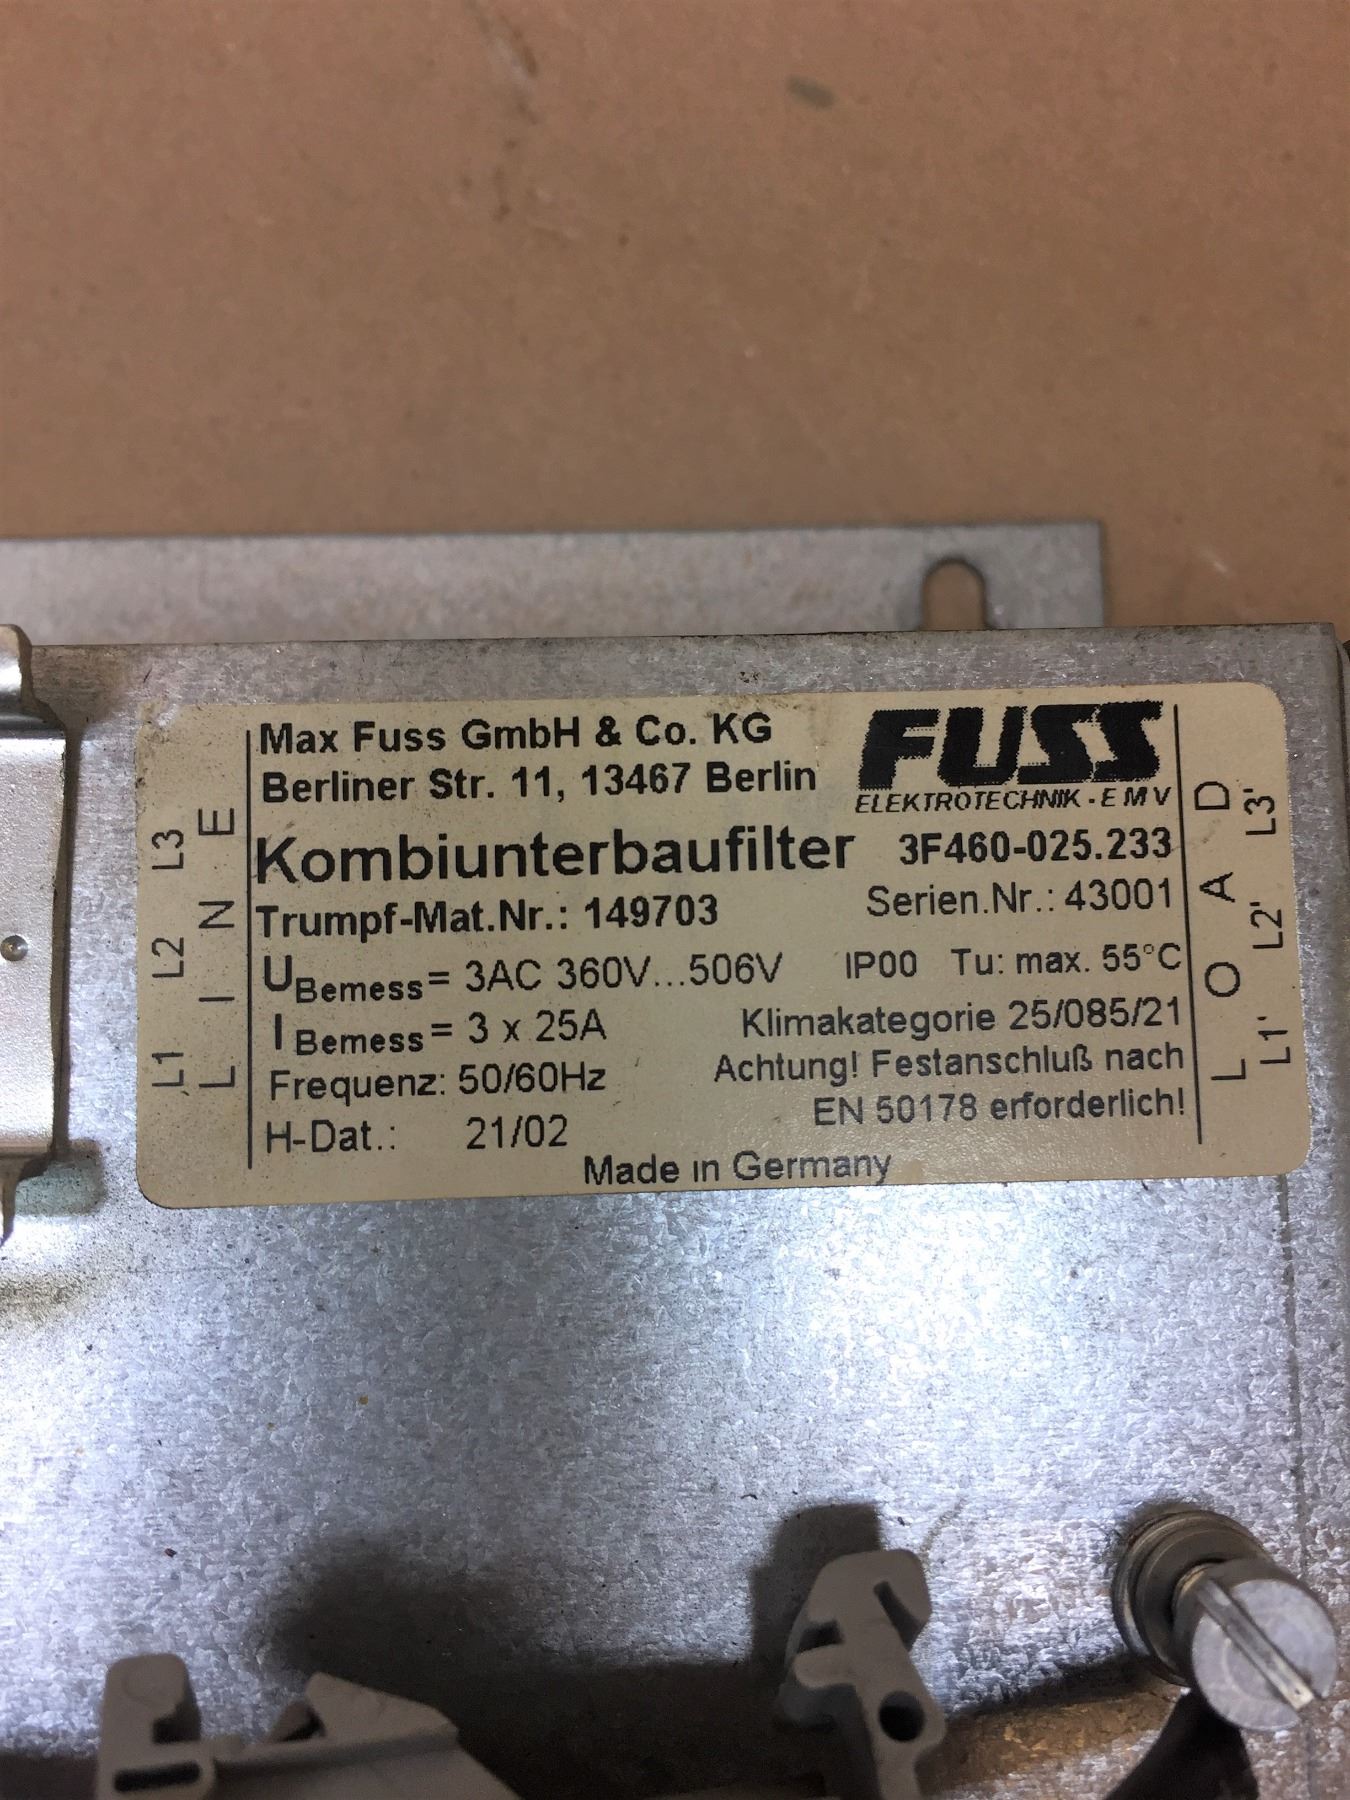 Max Fuss GmbH & Co. KG
Berliner Str. 11, 13467 Berlin
FUSS
ELEKTROTECHNIK - EMV
Kombiunterbaufilter 3F460-025.233
Trumpf-Mat.Nr.: 149703 Serien.Nr.: 43001
UBemess= 3AC 360V...506V IP00 Tu: max. 55°C
IBemess= 3 x 25A Klimakategorie 25/085/21
Frequenz: 50/60Hz Achtung! Festanschluß nach
EN 50178 erforderlich!
H-Dat.: 21/02
Made in Germany
L1 L2 L3
LINE
LOAD
L1' L2' L3'